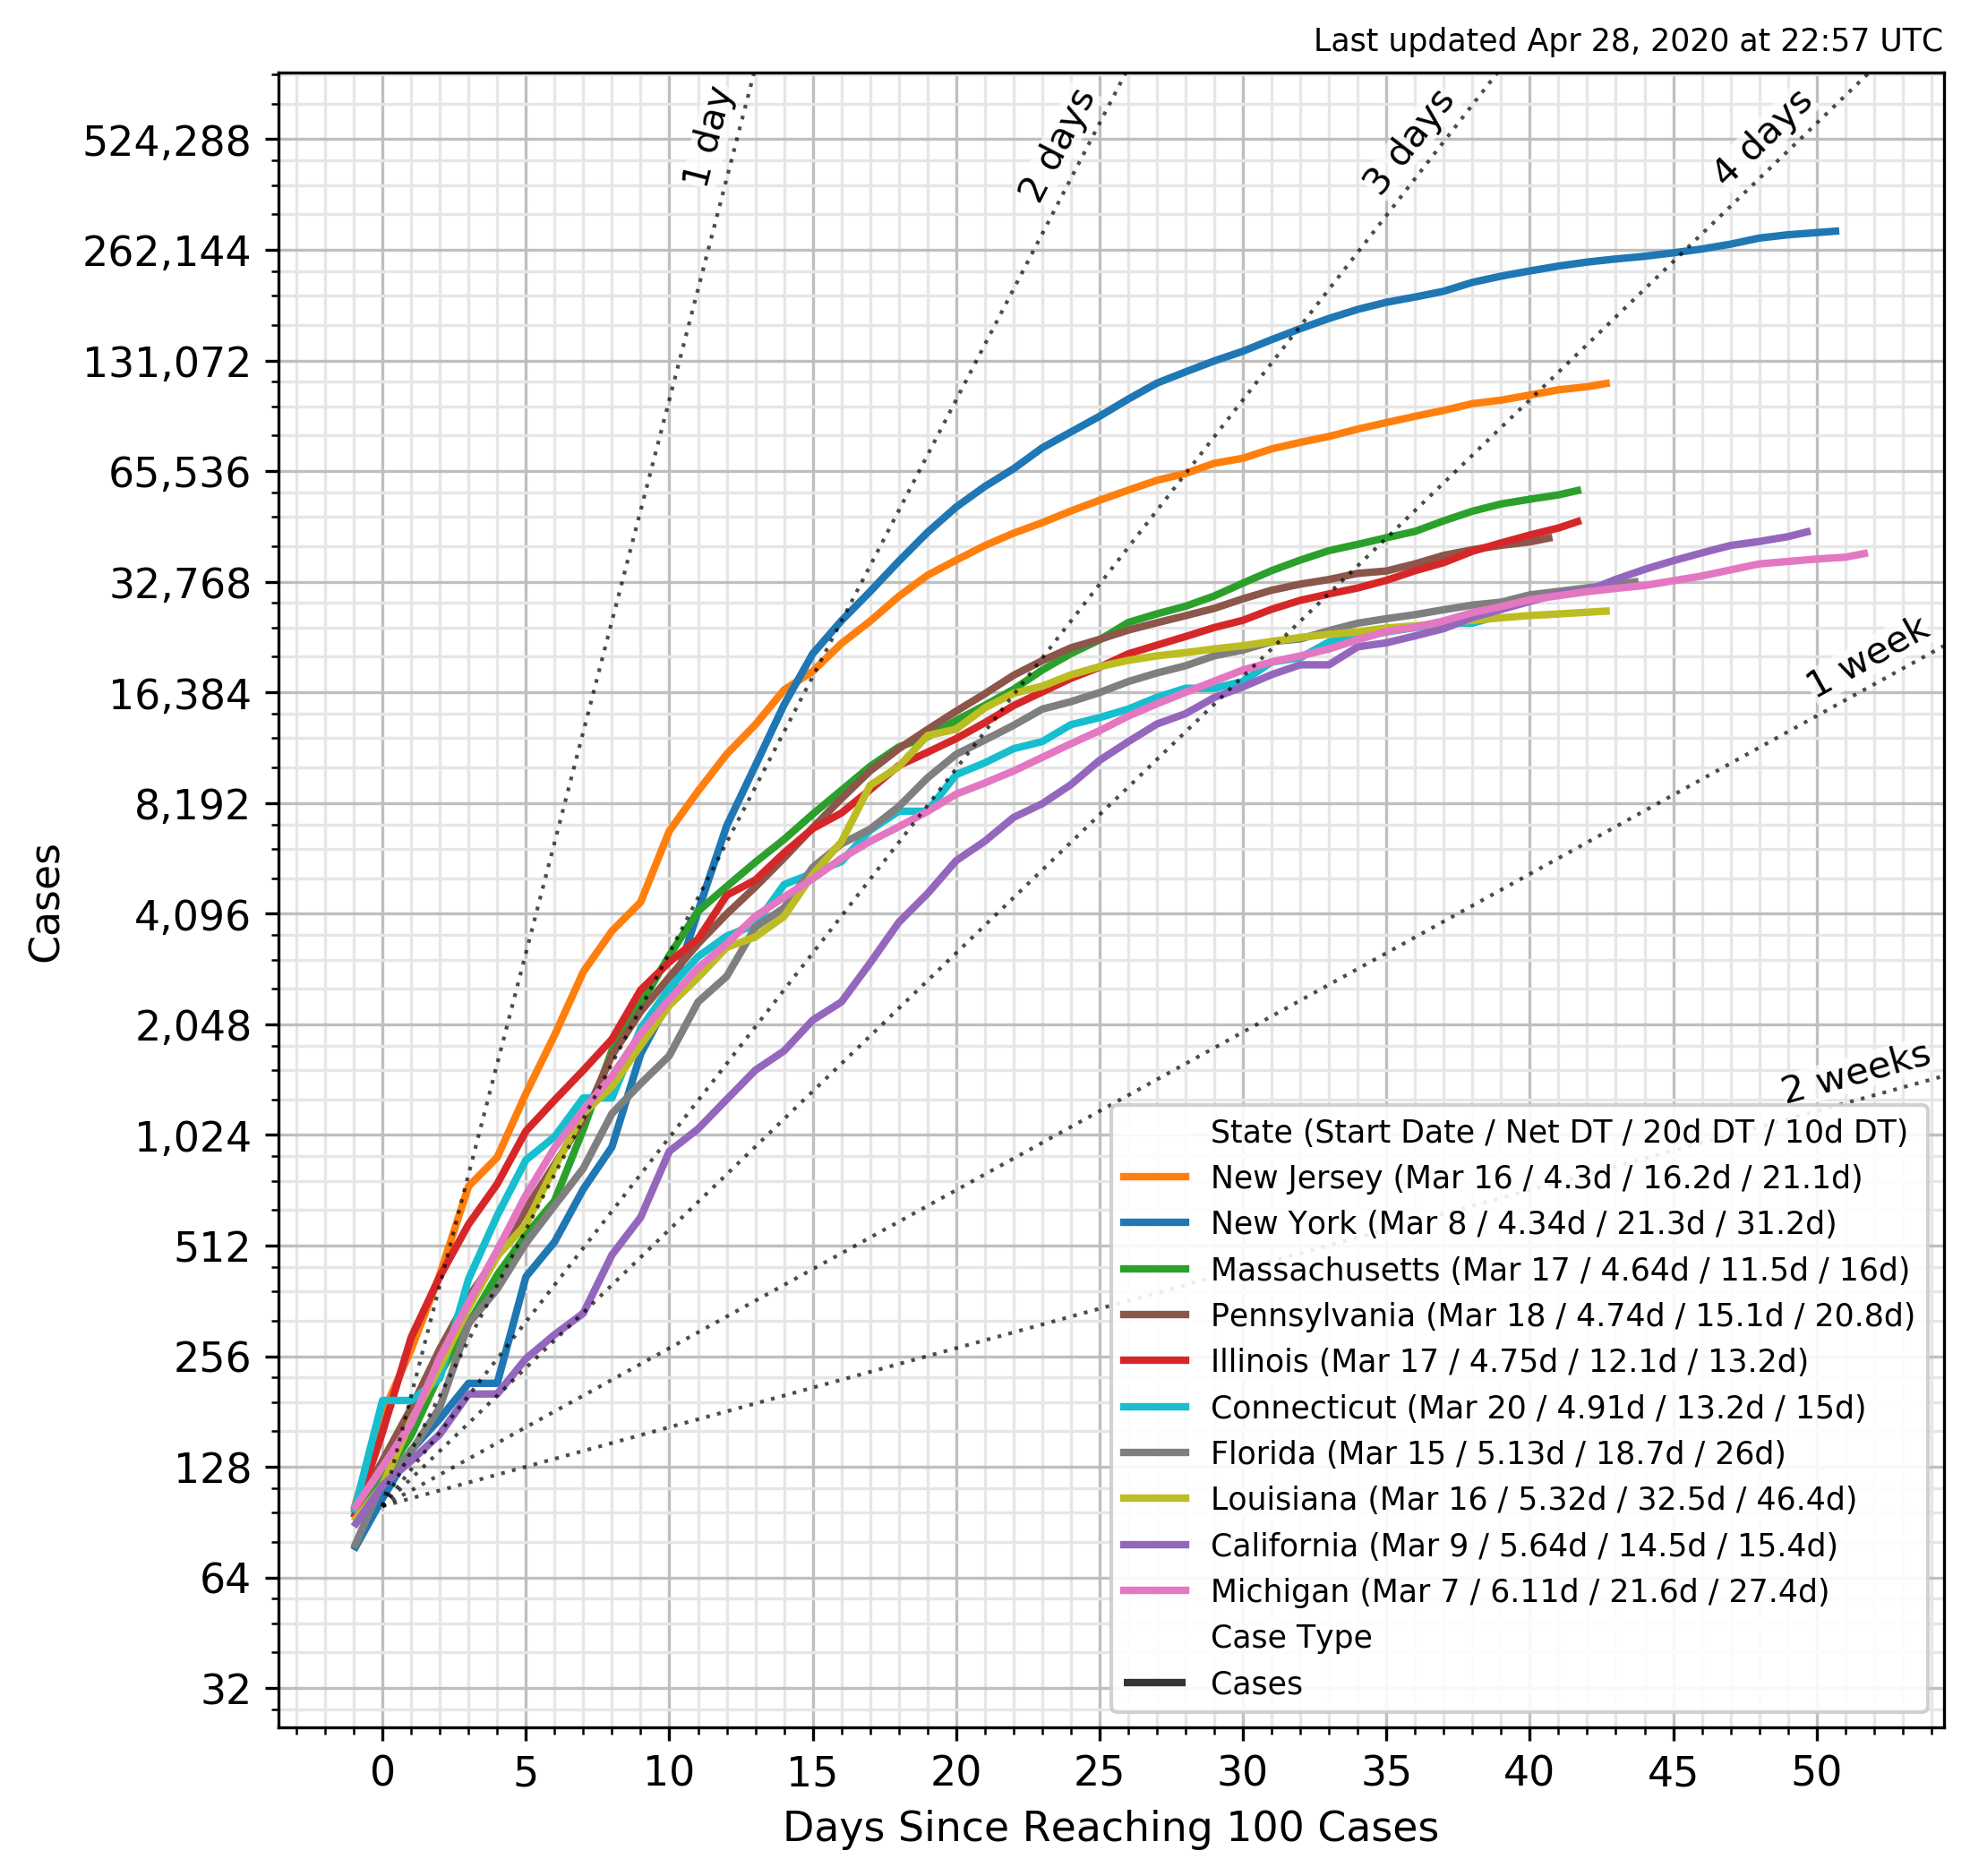 Last updated Apr 28, 2020 at 22:57 UTC
1 day
2 days
3 days
4 days
1 week
2 weeks
524,288
262,144
131,072
65,536
32,768
16,384
8,192
4,096
2,048
1,024
512
256
128
64
32
Cases
State (Start Date / Net DT / 20d DT / 10d DT)
New Jersey (Mar 16 / 4.3d / 16.2d / 21.1d)
New York (Mar 8 / 4.34d / 21.3d / 31.2d)
Massachusetts (Mar 17 / 4.64d / 11.5d / 16d)
Pennsylvania (Mar 18 / 4.74d / 15.1d / 20.8d)
Illinois (Mar 17 / 4.75d / 12.1d / 13.2d)
Connecticut (Mar 20 / 4.91d / 13.2d / 15d)
Florida (Mar 15 / 5.13d / 18.7d / 26d)
Louisiana (Mar 16 / 5.32d / 32.5d / 46.4d)
California (Mar 9 / 5.64d / 14.5d / 15.4d)
Michigan (Mar 7 / 6.11d / 21.6d / 27.4d)
Case Type
Cases
0 5 10 15 20 25 30 35 40 45 50
Days Since Reaching 100 Cases